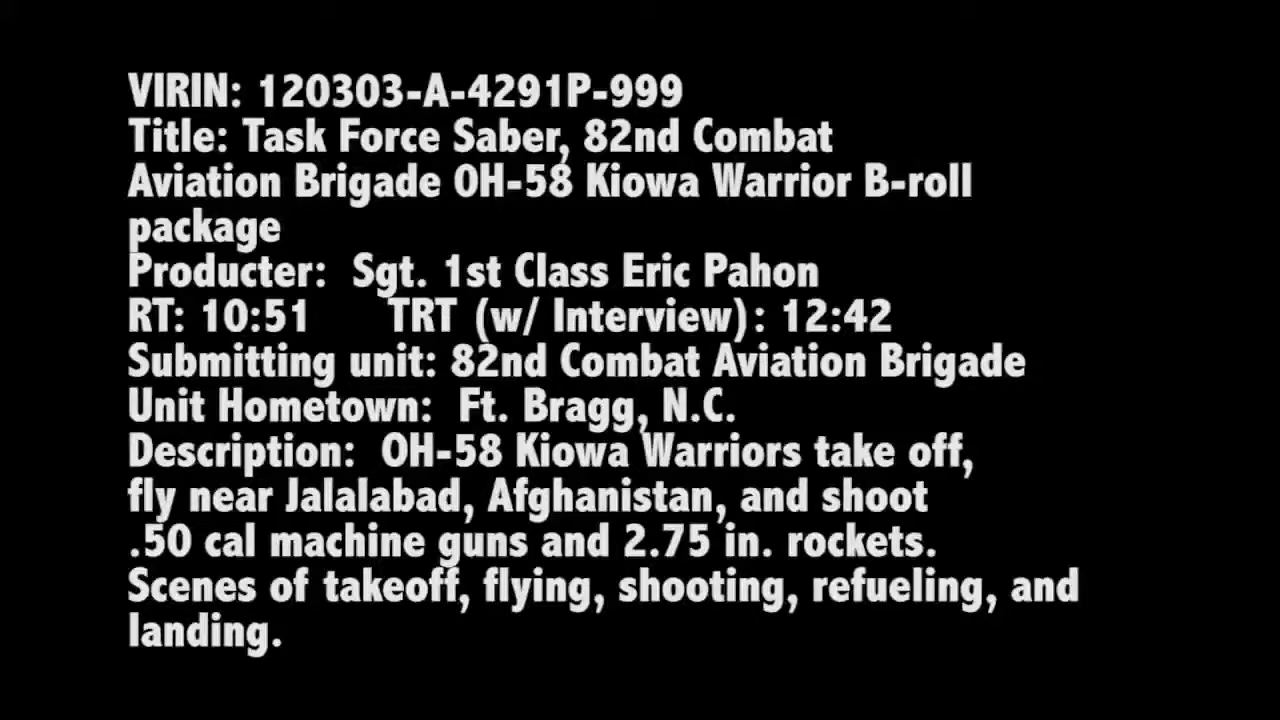 VIRIN: 120303-A-4291P-999
Title: Task Force Saber, 82nd Combat
Aviation Brigade OH-58 Kiowa Warrior B-roll
package
Producter:  Sgt. 1st Class Eric Pahon
RT: 10:51      TRT (w/ Interview): 12:42
Submitting unit: 82nd Combat Aviation Brigade
Unit Hometown:  Ft. Bragg, N.C.
Description:  OH-58 Kiowa Warriors take off,
fly near Jalalabad, Afghanistan, and shoot
.50 cal machine guns and 2.75 in. rockets.
Scenes of takeoff, flying, shooting, refueling, and
landing.